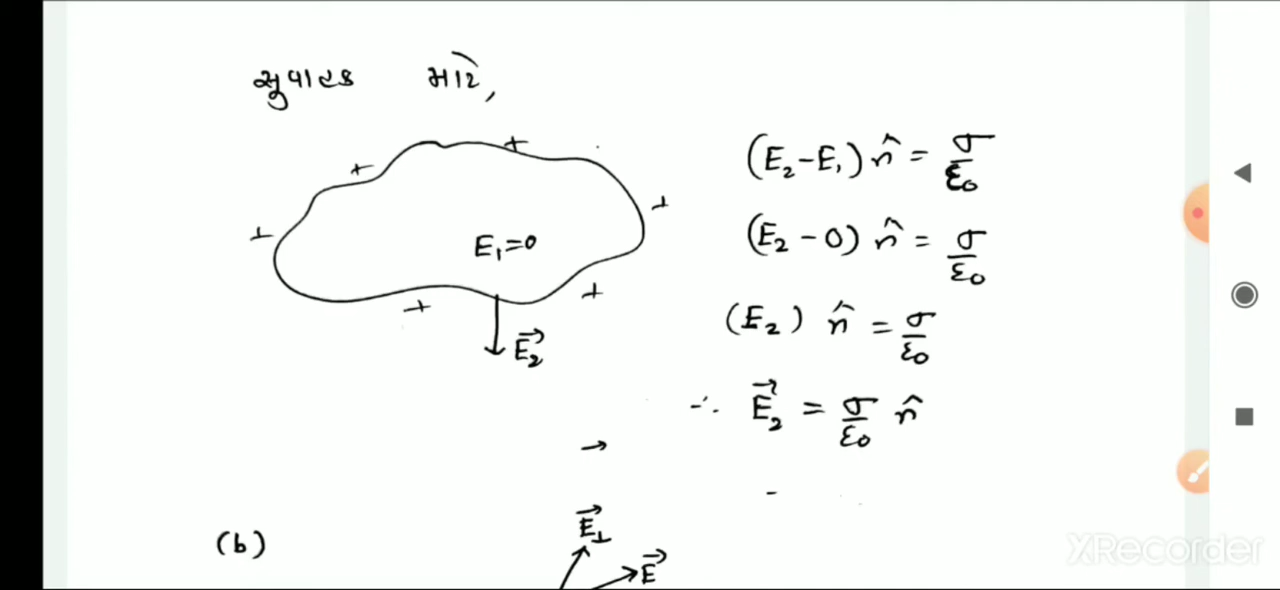 સુવાહક માટે,
(E₂ – E₁) n̂ = σ/ε₀
E₁ = 0
(E₂ – 0) n̂ = σ/ε₀
(E₂) n̂ = σ/ε₀
E⃗₂
∴ E⃗₂ = σ/ε₀ n̂
→
(b)
E⃗⊥
E⃗
XRecorder